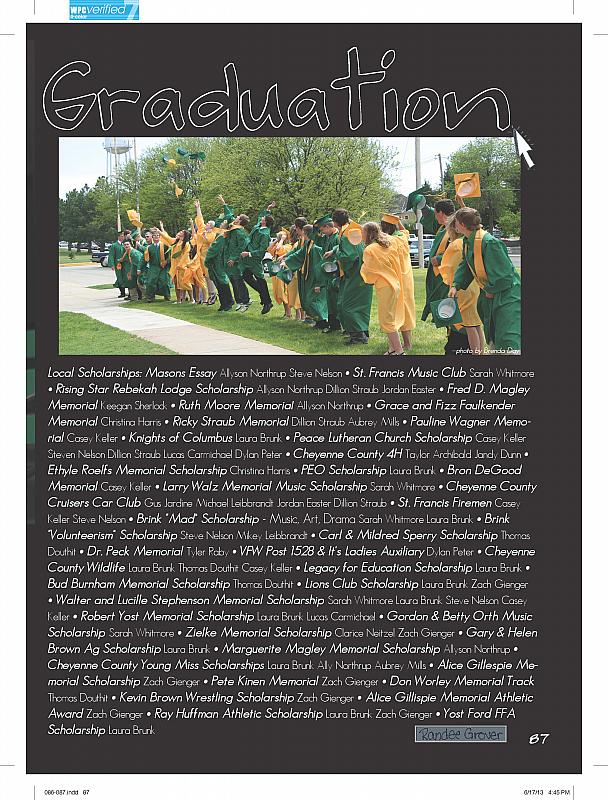 WPC verified 7
4-color
Graduation
photo by Brenda Day
Local Scholarships: Masons Essay Allyson Northrup Steve Nelson • St. Francis Music Club Sarah Whitmore
• Rising Star Rebekah Lodge Scholarship Allyson Northrup Dillion Straub Jordan Easter • Fred D. Magley
Memorial Keegan Sherlock • Ruth Moore Memorial Allyson Northrup • Grace and Fizz Faulkender
Memorial Christina Harris • Ricky Straub Memorial Dillion Straub Aubrey Mills • Pauline Wagner Memo-
rial Casey Keller • Knights of Columbus Laura Brunk • Peace Lutheran Church Scholarship Casey Keller
Steven Nelson Dillion Straub Lucas Carmichael Dylan Peter • Cheyenne County 4H Taylor Archibald Jandy Dunn •
Ethyle Roelfs Memorial Scholarship Christina Harris • PEO Scholarship Laura Brunk • Bron DeGood
Memorial Casey Keller • Larry Walz Memorial Music Scholarship Sarah Whitmore • Cheyenne County
Cruisers Car Club Gus Jardine Michael Leibbrandt Jordan Easter Dillion Straub • St. Francis Firemen Casey
Keller Steve Nelson • Brink "Mad" Scholarship - Music, Art, Drama Sarah Whitmore Laura Brunk • Brink
"Volunteerism" Scholarship Steve Nelson Mikey Leibbrandt • Carl & Mildred Sperry Scholarship Thomas
Douthit • Dr. Peck Memorial Tyler Raby • VFW Post 1528 & It's Ladies Auxiliary Dylan Peter • Cheyenne
County Wildlife Laura Brunk Thomas Douthit Casey Keller • Legacy for Education Scholarship Laura Brunk •
Bud Burnham Memorial Scholarship Thomas Douthit • Lions Club Scholarship Laura Brunk Zach Gienger
• Walter and Lucille Stephenson Memorial Scholarship Sarah Whitmore Laura Brunk Steve Nelson Casey
Keller • Robert Yost Memorial Scholarship Laura Brunk Lucas Carmichael • Gordon & Betty Orth Music
Scholarship Sarah Whitmore • Zielke Memorial Scholarship Clarice Neitzel Zach Gienger • Gary & Helen
Brown Ag Scholarship Laura Brunk • Marguerite Magley Memorial Scholarship Allyson Northrup •
Cheyenne County Young Miss Scholarships Laura Brunk Ally Northrup Aubrey Mills • Alice Gillespie Me-
morial Scholarship Zach Gienger • Pete Kinen Memorial Zach Gienger • Don Worley Memorial Track
Thomas Douthit • Kevin Brown Wrestling Scholarship Zach Gienger • Alice Gillispie Memorial Athletic
Award Zach Gienger • Ray Huffman Athletic Scholarship Laura Brunk Zach Gienger • Yost Ford FFA
Scholarship Laura Brunk
Randee Grover 87
086-087.indd 87 6/17/13 4:45 PM